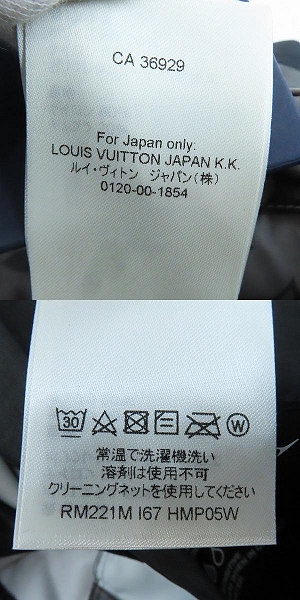 CA 36929
For Japan only:
LOUIS VUITTON JAPAN K.K.
ルイ・ヴィトン ジャパン(株)
0120-00-1854
30 W
常温で洗濯機洗い
溶剤は使用不可
クリーニングネットを使用してください
RM221M I67 HMP05W